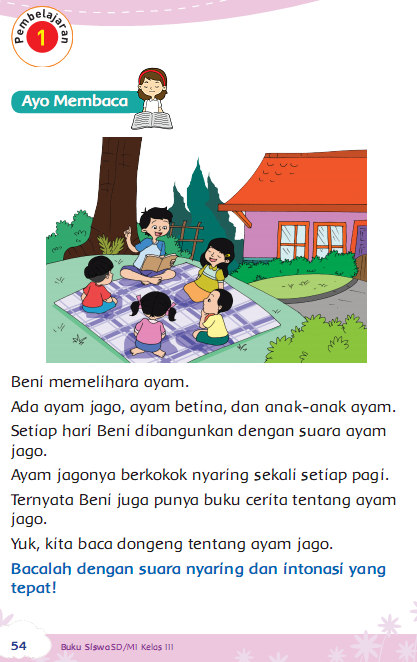 Pembelajaran
1
Ayo Membaca
Beni memelihara ayam.
Ada ayam jago, ayam betina, dan anak-anak ayam.
Setiap hari Beni dibangunkan dengan suara ayam
jago.
Ayam jagonya berkokok nyaring sekali setiap pagi.
Ternyata Beni juga punya buku cerita tentang ayam
jago.
Yuk, kita baca dongeng tentang ayam jago.
Bacalah dengan suara nyaring dan intonasi yang
tepat!
54 Buku Siswa SD/MI Kelas III